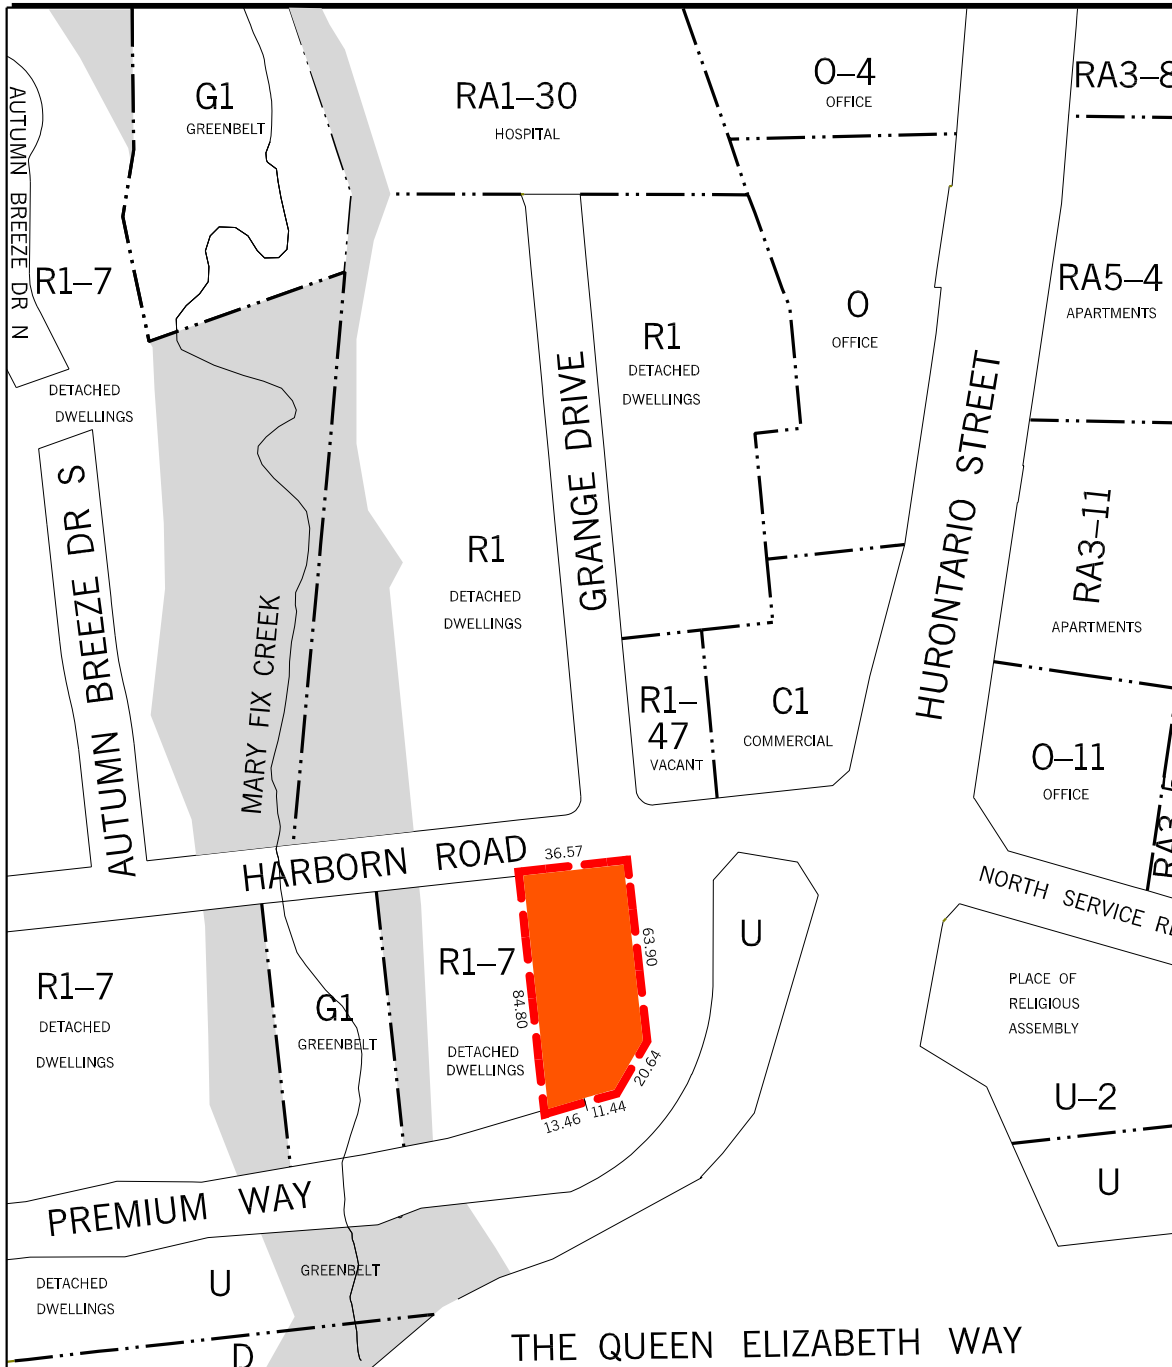 G1
GREENBELT
RA1-30
HOSPITAL
O-4
OFFICE
RA3-8
AUTUMN BREEZE DR N
R1-7
DETACHED
DWELLINGS
O
OFFICE
RA5-4
APARTMENTS
R1
DETACHED
DWELLINGS
GRANGE DRIVE
HURONTARIO STREET
AUTUMN BREEZE DR S
R1
DETACHED
DWELLINGS
RA3-11
APARTMENTS
MARY FIX CREEK
R1-
47
VACANT
C1
COMMERCIAL
O-11
OFFICE
HARBORN ROAD
36.57
NORTH SERVICE
63.90
84.80
20.64
11.44
13.46
U
R1-7
DETACHED
DWELLINGS
R1-7
DETACHED
DWELLINGS
G1
GREENBELT
PLACE OF
RELIGIOUS
ASSEMBLY
U-2
U
PREMIUM WAY
DETACHED
DWELLINGS
U
GREENBELT
D
THE QUEEN ELIZABETH WAY